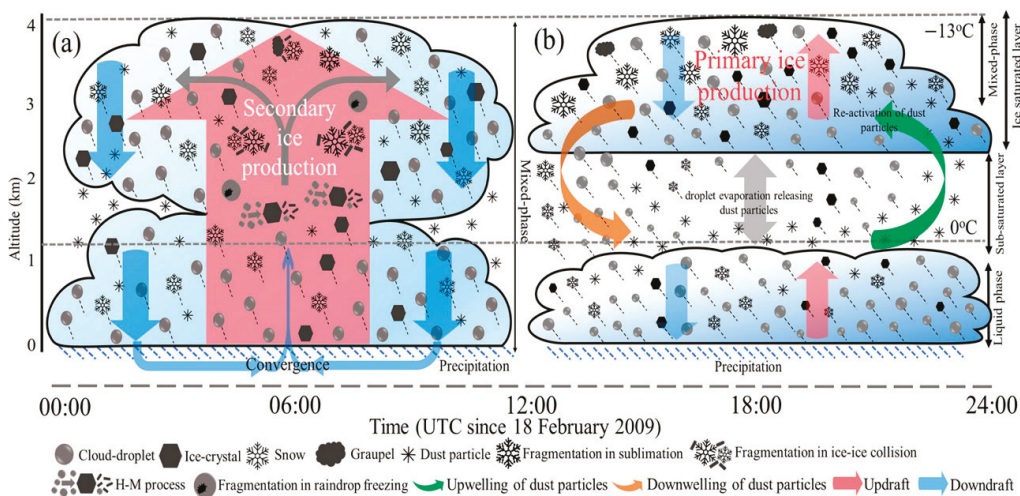 (a)
Secondary
ice
production
4
3
2
1
0
Altitude (km)
Convergence
Precipitation
Mixed-phase
(b)
−13°C
Primary ice
production
Re-activation of dust
particles
droplet evaporation releasing
dust particles
0°C
Mixed-phase
Ice saturated layer
Sub-saturated layer
Liquid phase
Precipitation
00:00 06:00 12:00 18:00 24:00
Time (UTC since 18 February 2009)
Cloud-droplet Ice-crystal Snow Graupel Dust particle Fragmentation in sublimation Fragmentation in ice-ice collision
H-M process Fragmentation in raindrop freezing Upwelling of dust particles Downwelling of dust particles Updraft Downdraft